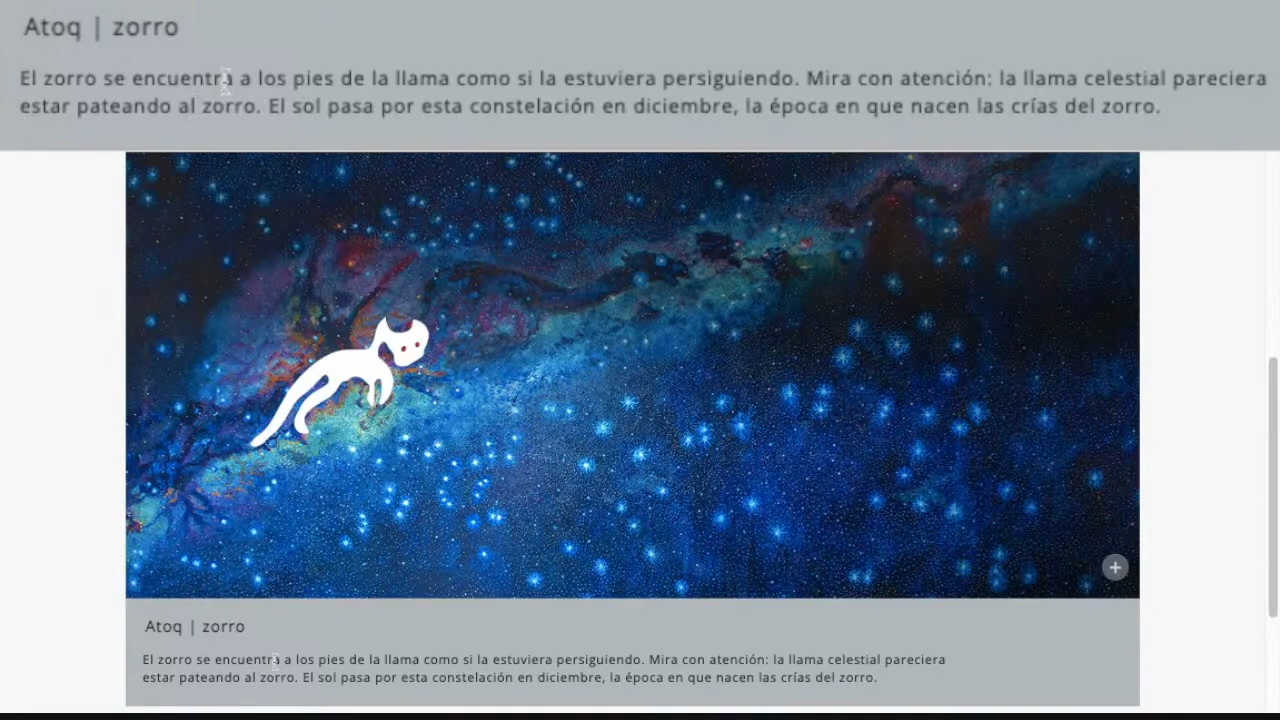 Atoq | zorro
El zorro se encuentra a los pies de la llama como si la estuviera persiguiendo. Mira con atención: la llama celestial pareciera
estar pateando al zorro. El sol pasa por esta constelación en diciembre, la época en que nacen las crías del zorro.
+
Atoq | zorro
El zorro se encuentra a los pies de la llama como si la estuviera persiguiendo. Mira con atención: la llama celestial pareciera
estar pateando al zorro. El sol pasa por esta constelación en diciembre, la época en que nacen las crías del zorro.